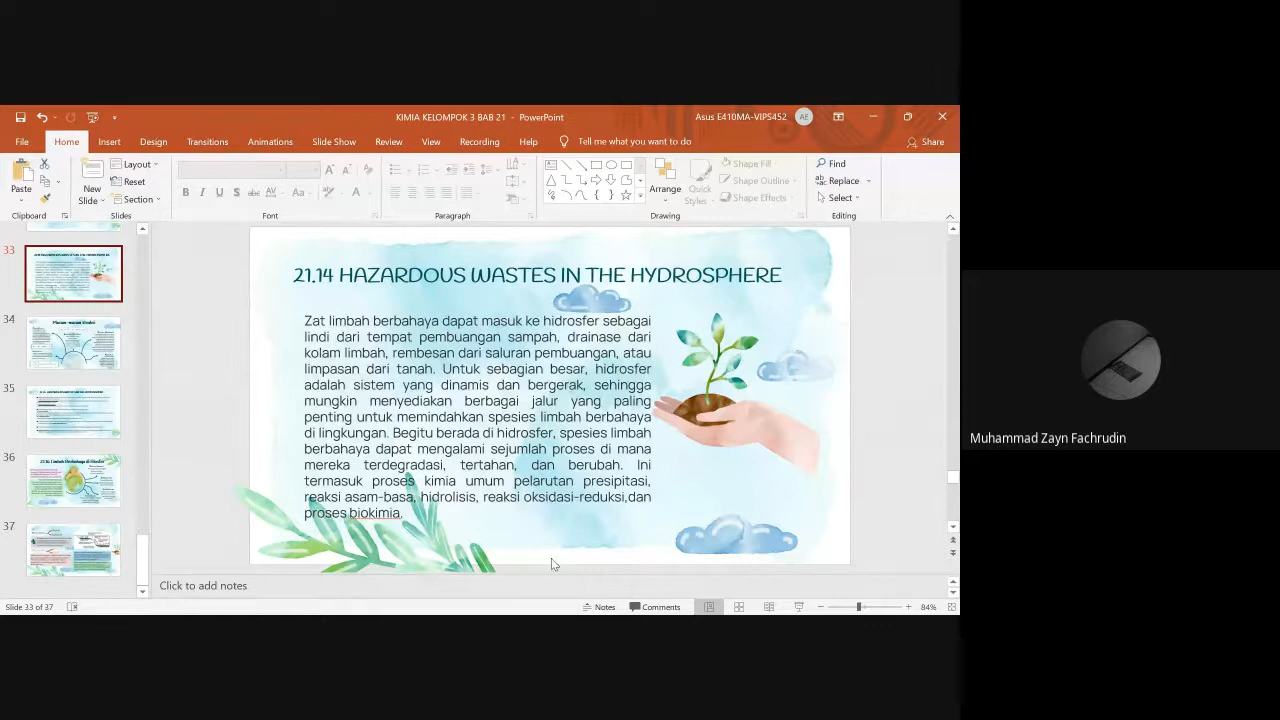 KIMIA KELOMPOK 3 BAB 21 - PowerPoint
Asus E410MA-VIPS452
AE
File Home Insert Design Transitions Animations Slide Show Review View Recording Help Tell me what you want to do Share
Paste
New
Slide
Layout
Reset
Section
Arrange
Quick
Styles
Shape Fill
Shape Outline
Shape Effects
Find
Replace
Select
Clipboard Slides Font Paragraph Drawing Editing
33
34
35
36
37
21.14 HAZARDOUS WASTES IN THE HYDROSPHERE
Zat limbah berbahaya dapat masuk ke hidrosfer sebagai
lindi dari tempat pembuangan sampah, drainase dari
kolam limbah, rembesan dari saluran pembuangan, atau
limpasan dari tanah. Untuk sebagian besar, hidrosfer
adalah sistem yang dinamis dan bergerak, sehingga
mungkin menyediakan berbagai jalur yang paling
penting untuk memindahkan spesies limbah berbahaya
di lingkungan. Begitu berada di hidrosfer, spesies limbah
berbahaya dapat mengalami sejumlah proses di mana
mereka terdegradasi, tertahan, dan berubah. Ini
termasuk proses kimia umum pelarutan presipitasi,
reaksi asam-basa, hidrolisis, reaksi oksidasi-reduksi,dan
proses biokimia.
Click to add notes
Slide 33 of 37
Notes Comments
84%
Muhammad Zayn Fachrudin